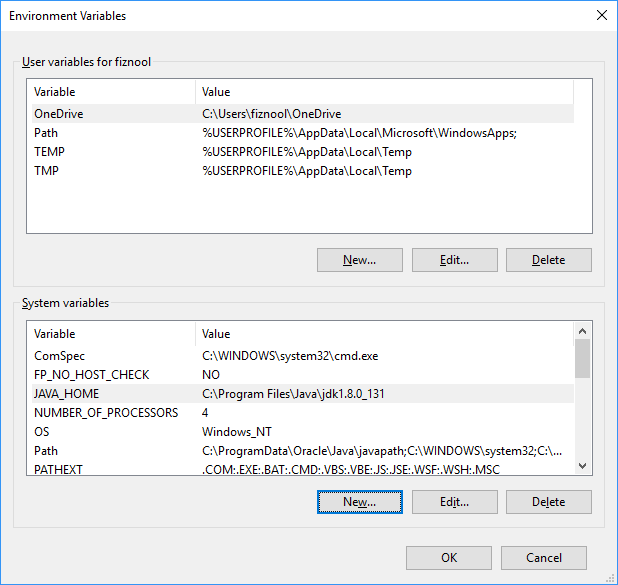 Environment Variables
User variables for fiznool
Variable Value
OneDrive C:\Users\fiznool\OneDrive
Path %USERPROFILE%\AppData\Local\Microsoft\WindowsApps;
TEMP %USERPROFILE%\AppData\Local\Temp
TMP %USERPROFILE%\AppData\Local\Temp
New... Edit... Delete
System variables
Variable Value
ComSpec C:\WINDOWS\system32\cmd.exe
FP_NO_HOST_CHECK NO
JAVA_HOME C:\Program Files\Java\jdk1.8.0_131
NUMBER_OF_PROCESSORS 4
OS Windows_NT
Path C:\ProgramData\Oracle\Java\javapath;C:\WINDOWS\system32;C:\...
PATHEXT .COM;.EXE;.BAT;.CMD;.VBS;.VBE;.JS;.JSE;.WSF;.WSH;.MSC
New... Edit... Delete
OK Cancel